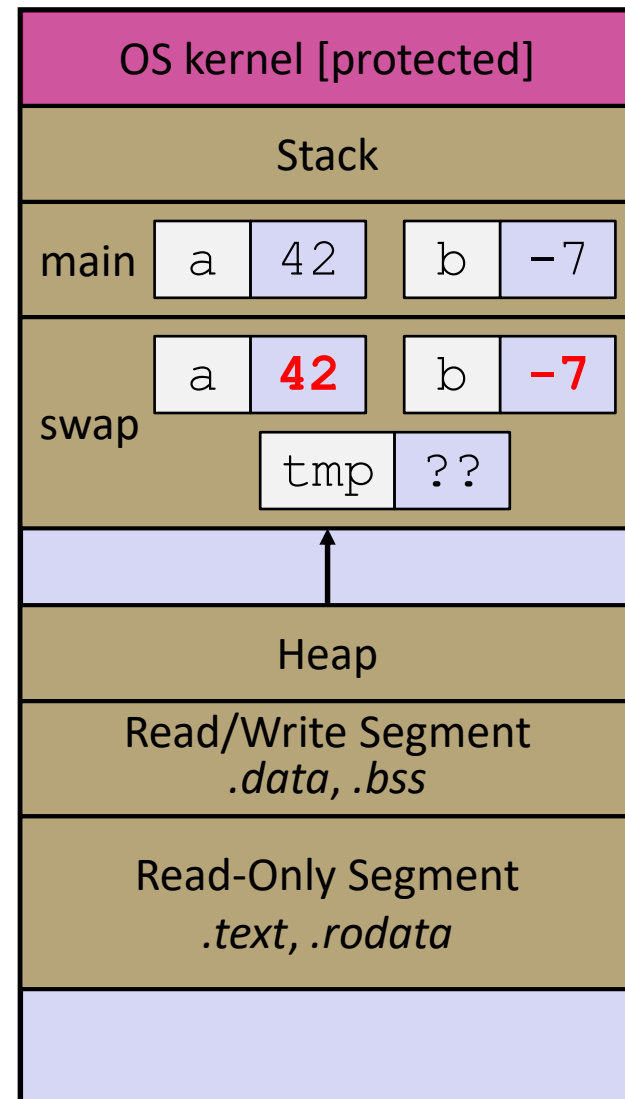 OS kernel [protected]
Stack
main a 42 b -7
a 42 b -7
swap
tmp ??
Heap
Read/Write Segment
.data, .bss
Read-Only Segment
.text, .rodata